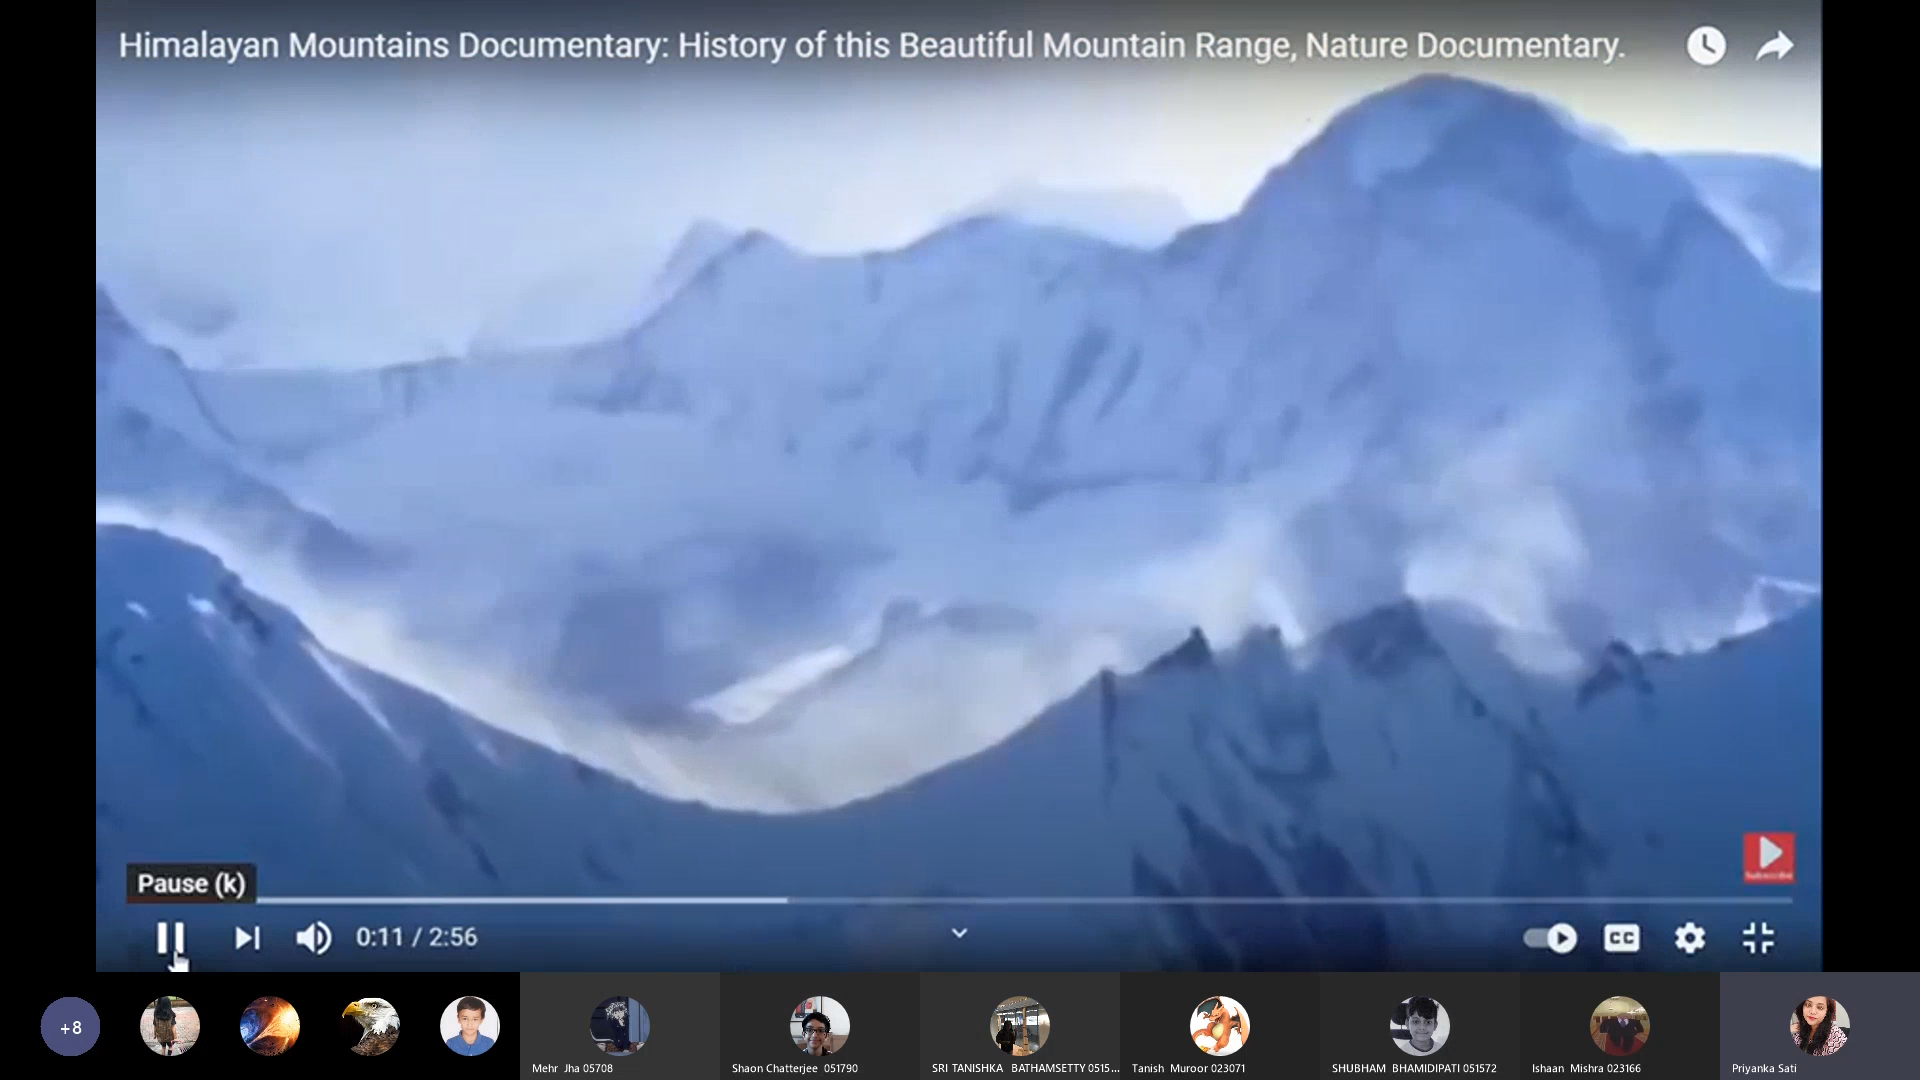 Himalayan Mountains Documentary: History of this Beautiful Mountain Range, Nature Documentary.
Subscribe
Pause (k)
0:11 / 2:56
CC
+8
Mehr Jha 05708
Shaon Chatterjee 051790
SRI TANISHKA BATHAMSETTY 0515...
Tanish Muroor 023071
SHUBHAM BHAMIDIPATI 051572
Ishaan Mishra 023166
Priyanka Sati